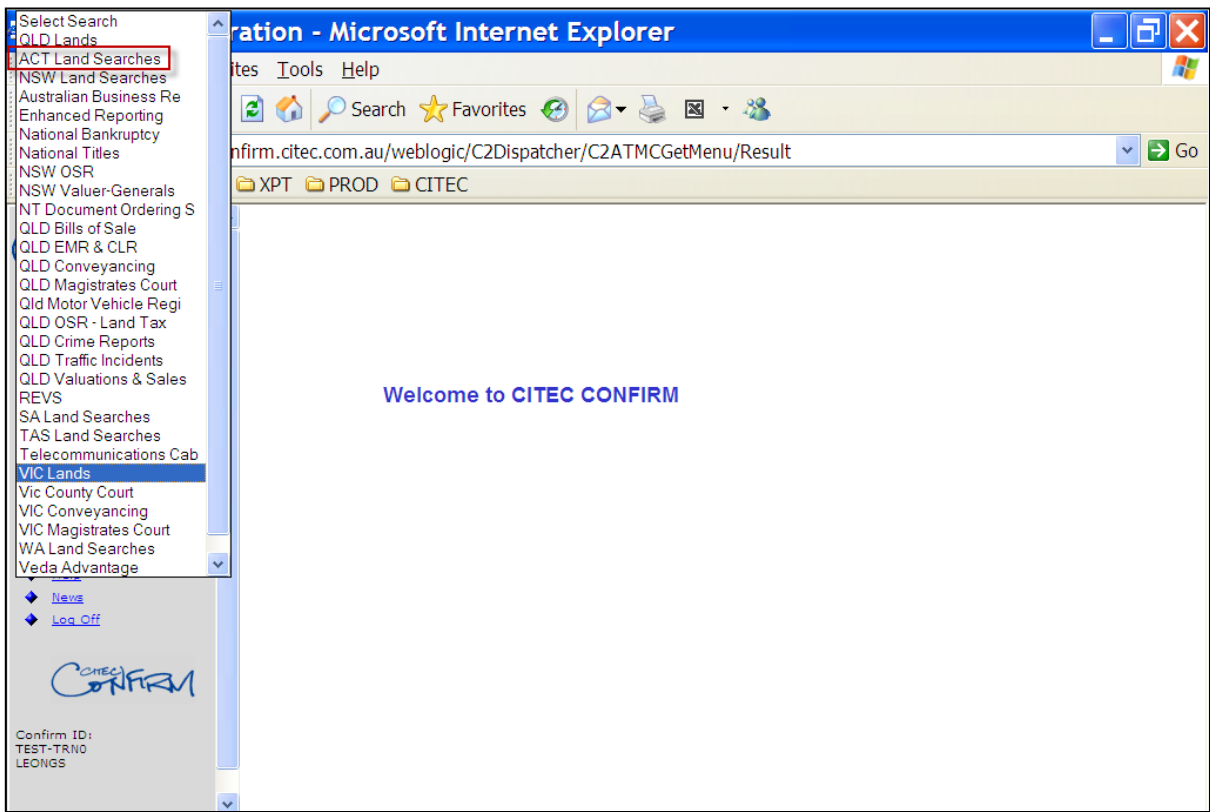 Select Search
QLD Lands
ACT Land Searches
NSW Land Searches
Australian Business Re
Enhanced Reporting
National Bankruptcy
National Titles
NSW OSR
NSW Valuer-Generals
NT Document Ordering S
QLD Bills of Sale
QLD EMR & CLR
QLD Conveyancing
QLD Magistrates Court
Qld Motor Vehicle Regi
QLD OSR - Land Tax
QLD Crime Reports
QLD Traffic Incidents
QLD Valuations & Sales
REVS
SA Land Searches
TAS Land Searches
Telecommunications Cab
VIC Lands
Vic County Court
VIC Conveyancing
VIC Magistrates Court
WA Land Searches
Veda Advantage
ration - Microsoft Internet Explorer
ites Tools Help
Search Favorites
nfirm.citec.com.au/weblogic/C2Dispatcher/C2ATMCGetMenu/Result Go
XPT PROD CITEC
Welcome to CITEC CONFIRM
News
Log Off
CITEC
CONFIRM
Confirm ID:
TEST-TRN0
LEONGS